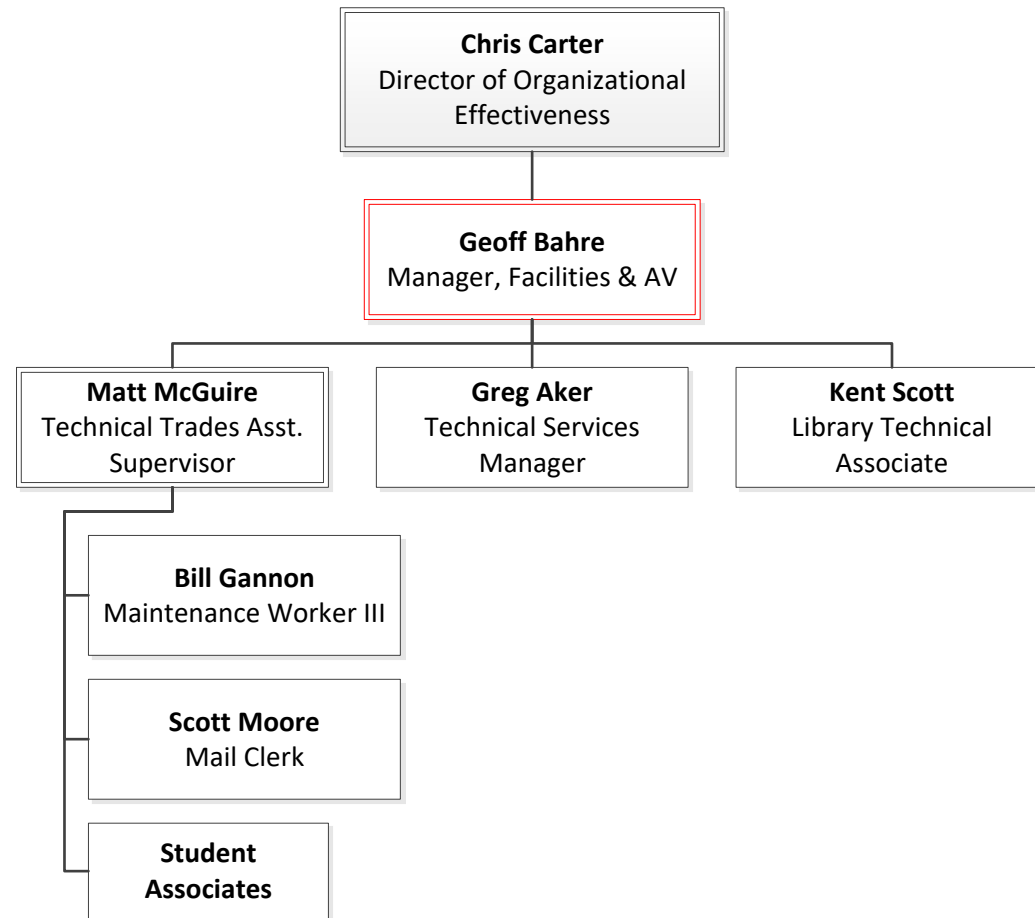 Chris Carter
Director of Organizational
Effectiveness
Geoff Bahre
Manager, Facilities & AV
Matt McGuire
Technical Trades Asst.
Supervisor
Greg Aker
Technical Services
Manager
Kent Scott
Library Technical
Associate
Bill Gannon
Maintenance Worker III
Scott Moore
Mail Clerk
Student
Associates